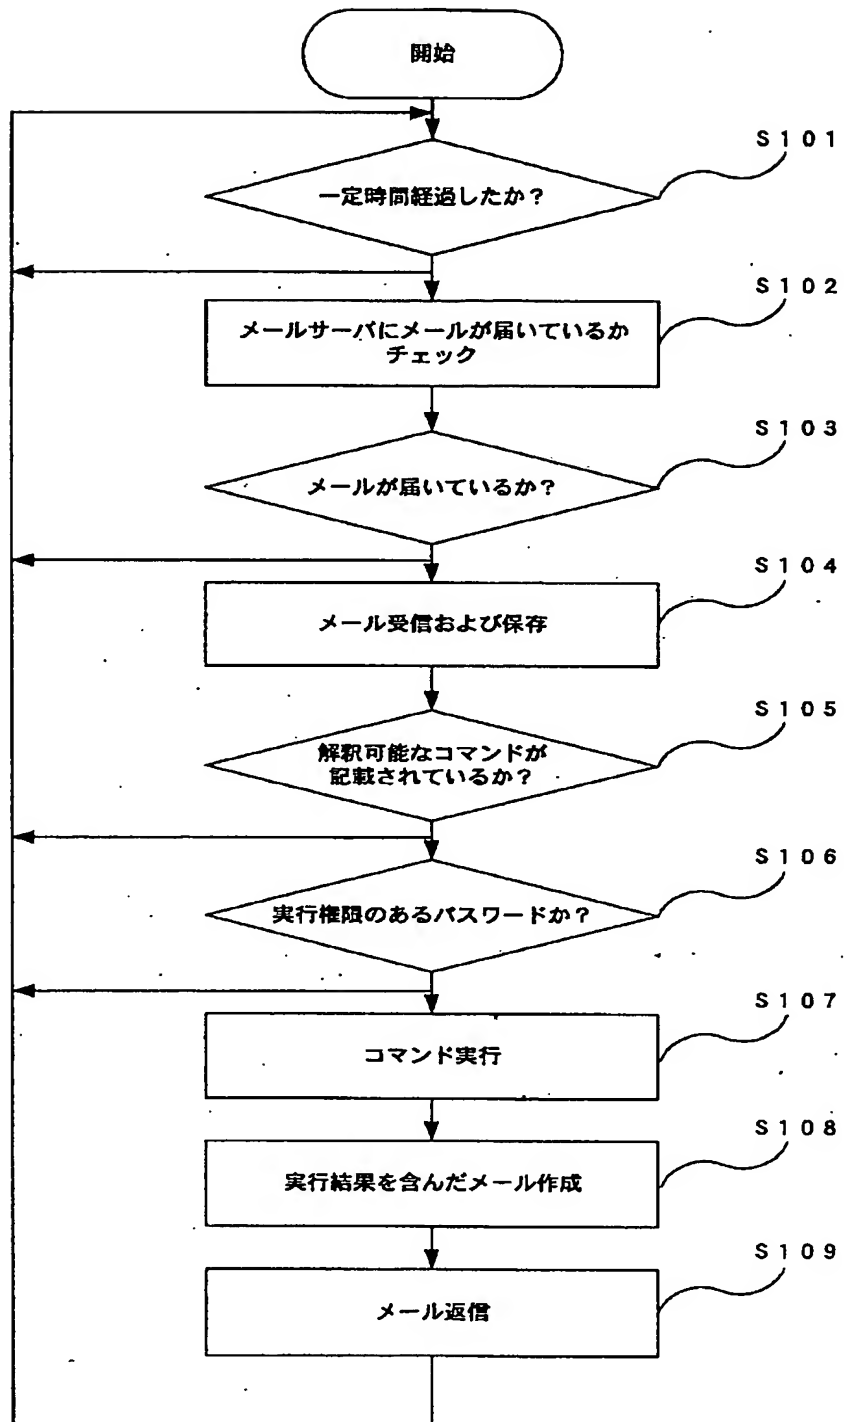 開始
S101
一定時間経過したか？
S102
メールサーバにメールが届いているか
チェック
S103
メールが届いているか？
S104
メール受信および保存
S105
解釈可能なコマンドが
記載されているか？
S106
実行権限のあるパスワードか？
S107
コマンド実行
S108
実行結果を含んだメール作成
S109
メール返信